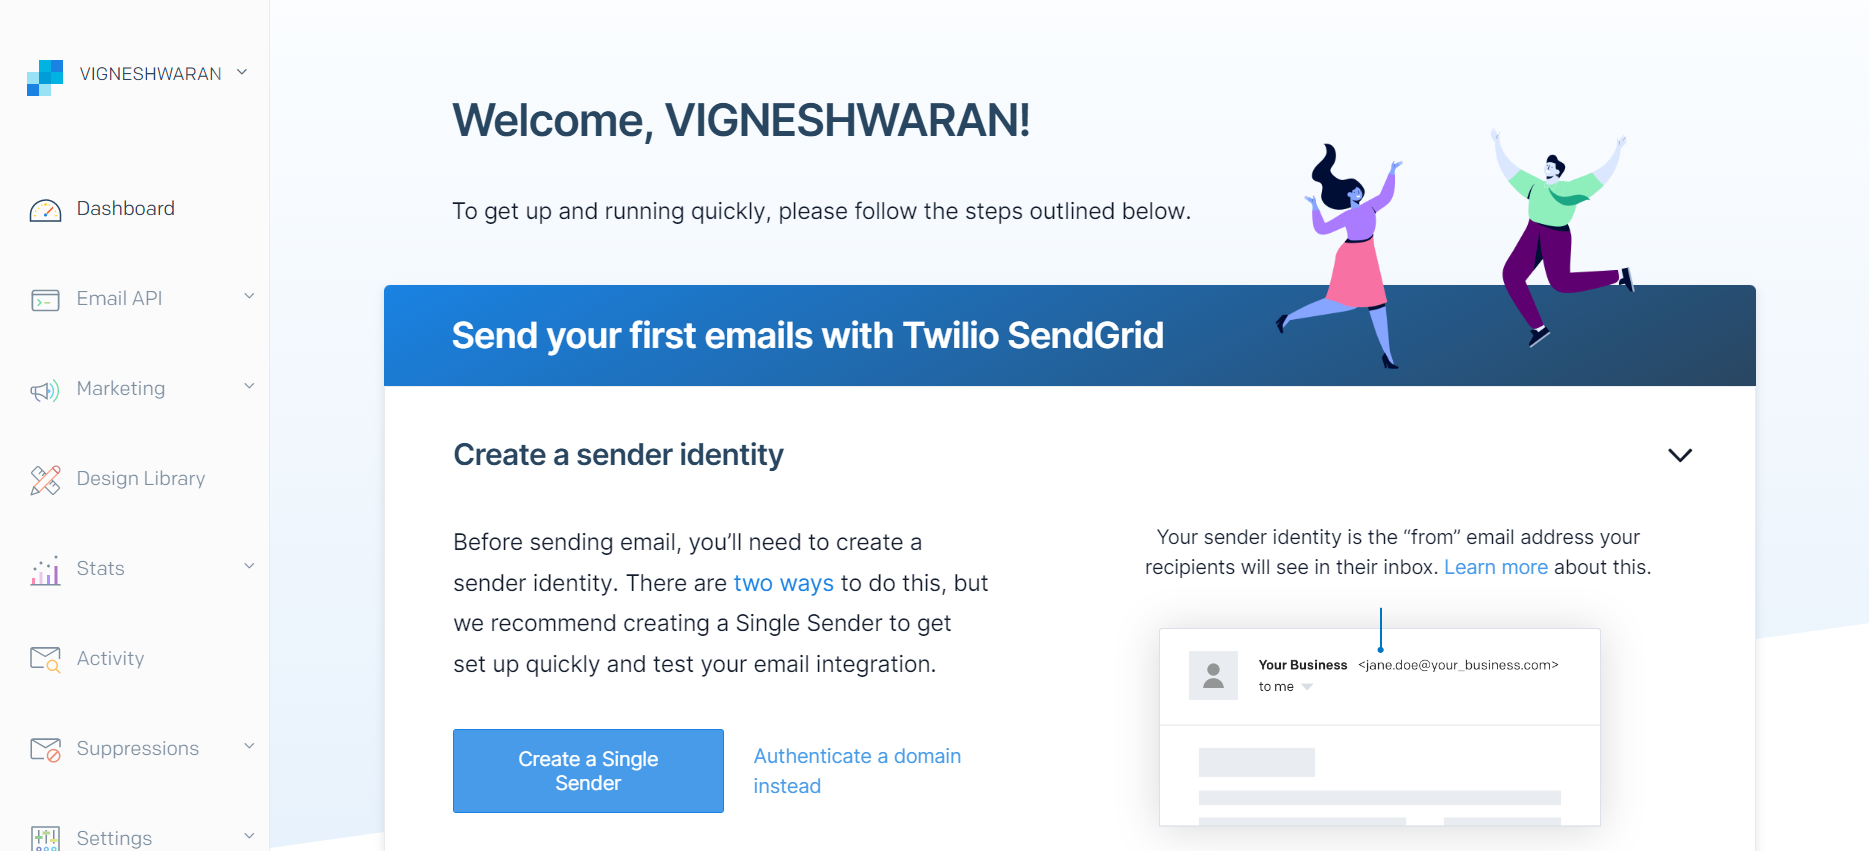 VIGNESHWARAN
Dashboard
Email API
Marketing
Design Library
Stats
Activity
Suppressions
Settings
Welcome, VIGNESHWARAN!
To get up and running quickly, please follow the steps outlined below.
Send your first emails with Twilio SendGrid
Create a sender identity
Before sending email, you’ll need to create a
sender identity. There are two ways to do this, but
we recommend creating a Single Sender to get
set up quickly and test your email integration.
Create a Single
Sender
Authenticate a domain
instead
Your sender identity is the “from” email address your
recipients will see in their inbox. Learn more about this.
Your Business <jane.doe@your_business.com>
to me